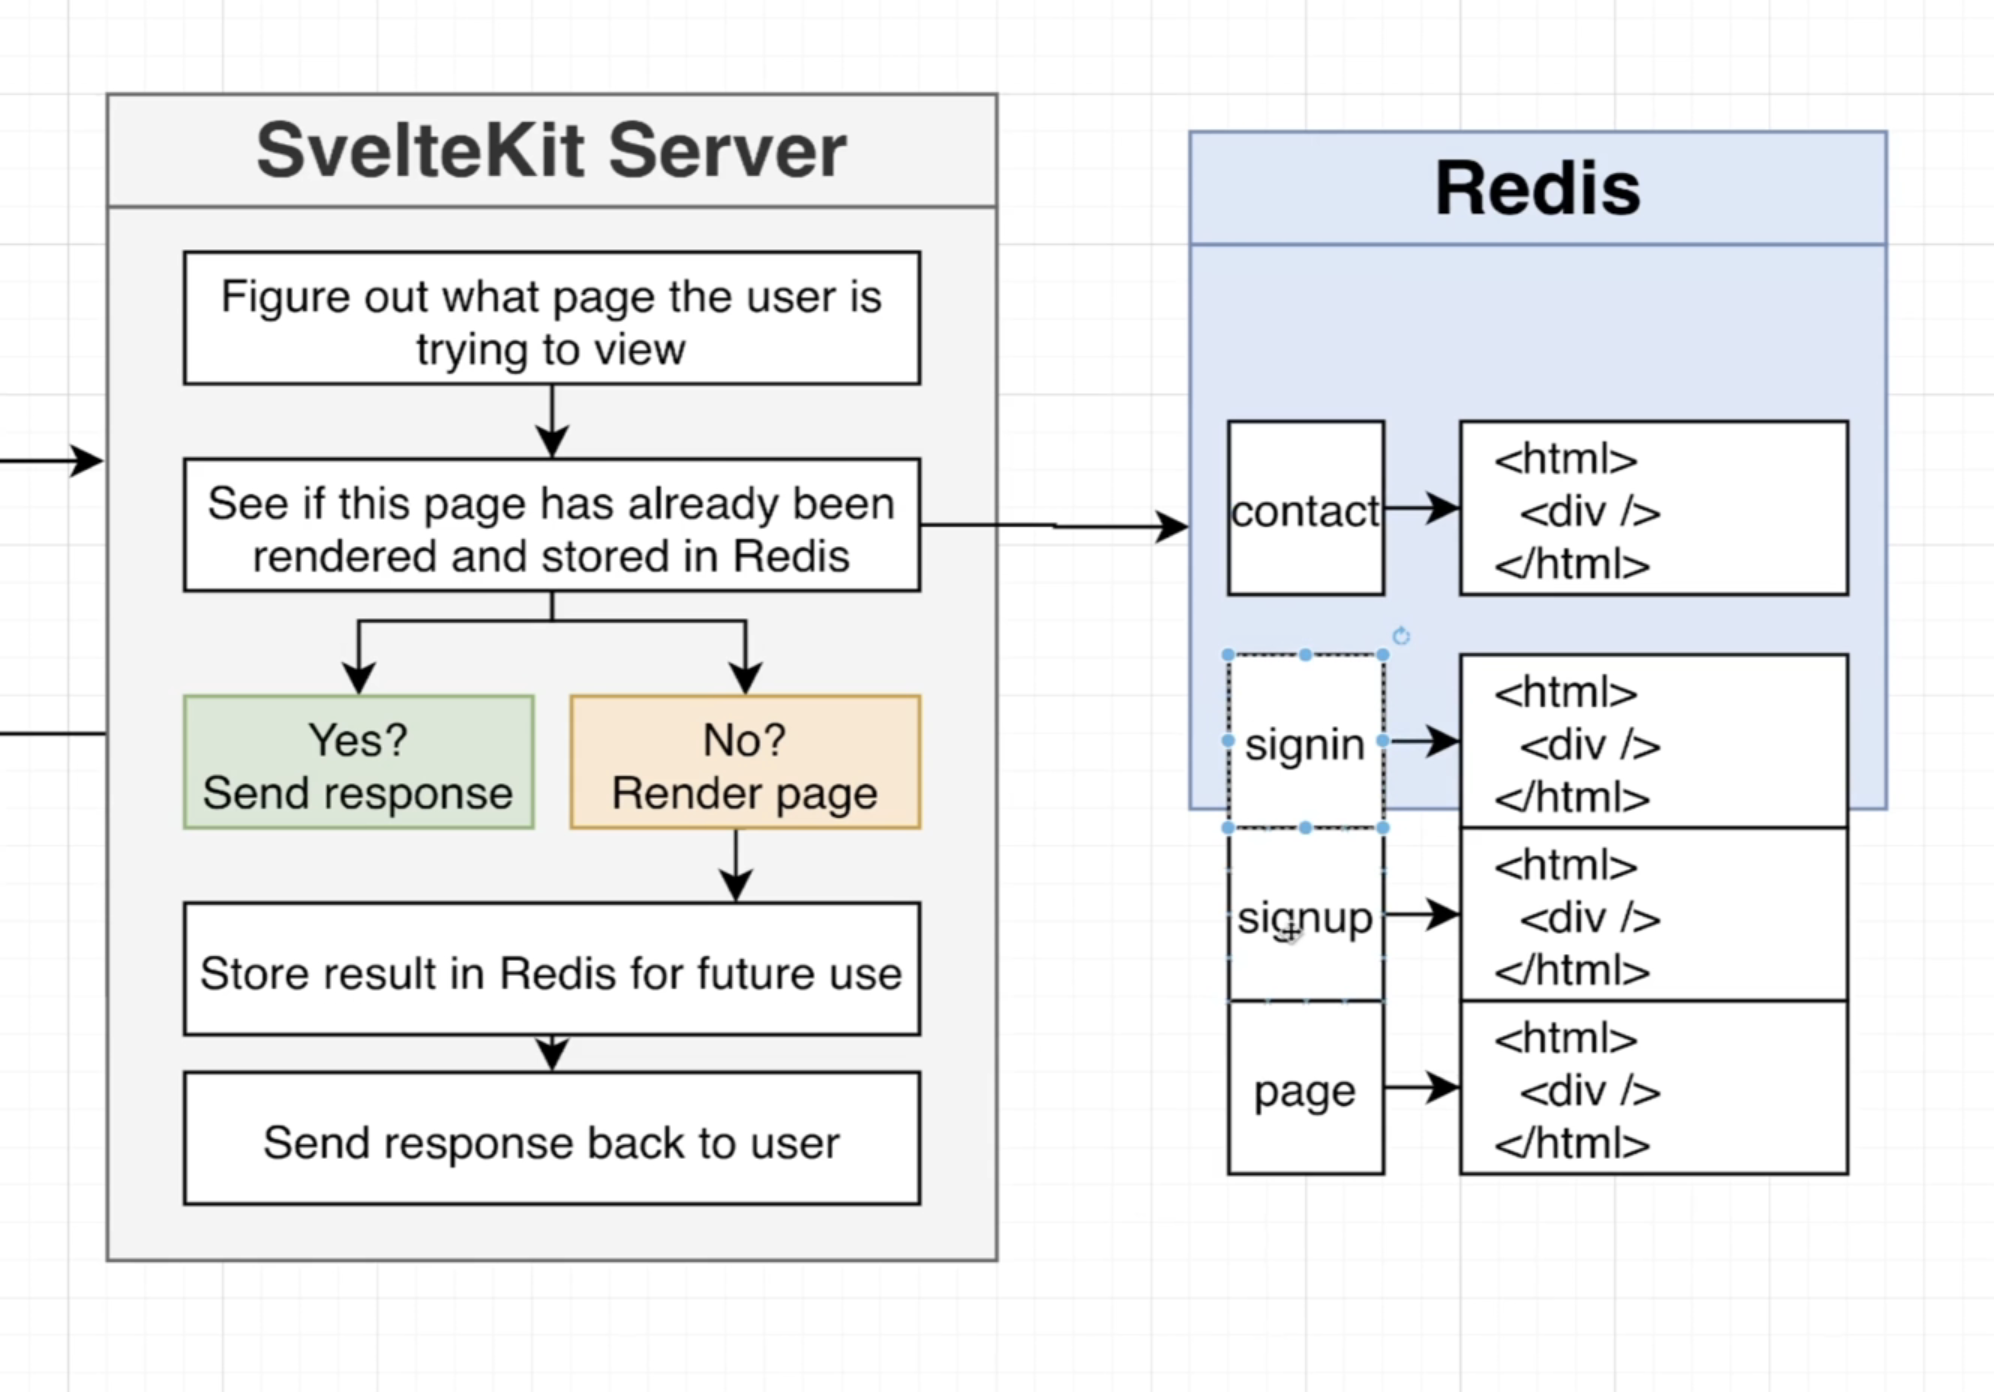 SvelteKit Server
Figure out what page the user is
trying to view
See if this page has already been
rendered and stored in Redis
Yes?
Send response
No?
Render page
Store result in Redis for future use
Send response back to user
Redis
contact
<html>
<div />
</html>
signin
<html>
<div />
</html>
signup
<html>
<div />
</html>
page
<html>
<div />
</html>